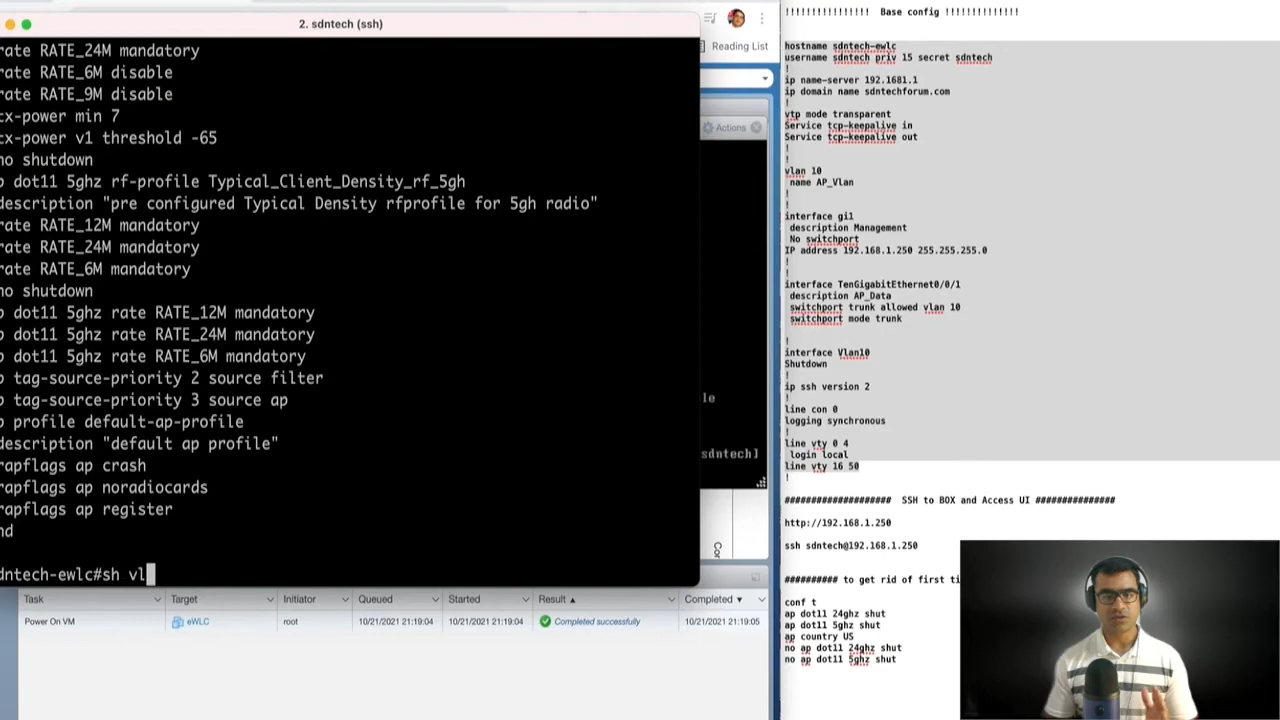 2. sdntech (ssh)
rate RATE_24M mandatory
rate RATE_6M disable
rate RATE_9M disable
cx-power min 7
cx-power v1 threshold -65
no shutdown
p dot11 5ghz rf-profile Typical_Client_Density_rf_5gh
description "pre configured Typical Density rfprofile for 5gh radio"
rate RATE_12M mandatory
rate RATE_24M mandatory
rate RATE_6M mandatory
no shutdown
p dot11 5ghz rate RATE_12M mandatory
p dot11 5ghz rate RATE_24M mandatory
p dot11 5ghz rate RATE_6M mandatory
p tag-source-priority 2 source filter
p tag-source-priority 3 source ap
p profile default-ap-profile
description "default ap profile"
rapflags ap crash
rapflags ap noradiocards
rapflags ap register
nd
dntech-ewlc#sh vl
Reading List
Actions
le
sdntech]
Co
Task Target Initiator Queued Started Result Completed
Power On VM eWLC root 10/21/2021 21:19:04 10/21/2021 21:19:04 Completed successfully 10/21/2021 21:19:05
!!!!!!!!!!!!!!! Base config !!!!!!!!!!!!!
hostname sdntech-ewlc
username sdntech priv 15 secret sdntech
!
ip name-server 192.1681.1
ip domain name sdntechforum.com
!
vtp mode transparent
Service tcp-keepalive in
Service tcp-keepalive out
!
!
vlan 10
name AP_Vlan
!
!
interface gi1
description Management
No switchport
IP address 192.168.1.250 255.255.255.0
!
!
interface TenGigabitEthernet0/0/1
description AP_Data
switchport trunk allowed vlan 10
switchport mode trunk
!
interface Vlan10
Shutdown
!
ip ssh version 2
!
line con 0
logging synchronous
!
line vty 0 4
login local
line vty 16 50
!
################### SSH to BOX and Access UI ###############
http://192.168.1.250
ssh sdntech@192.168.1.250
########## to get rid of first ti
conf t
ap dot11 24ghz shut
ap dot11 5ghz shut
ap country US
no ap dot11 24ghz shut
no ap dot11 5ghz shut